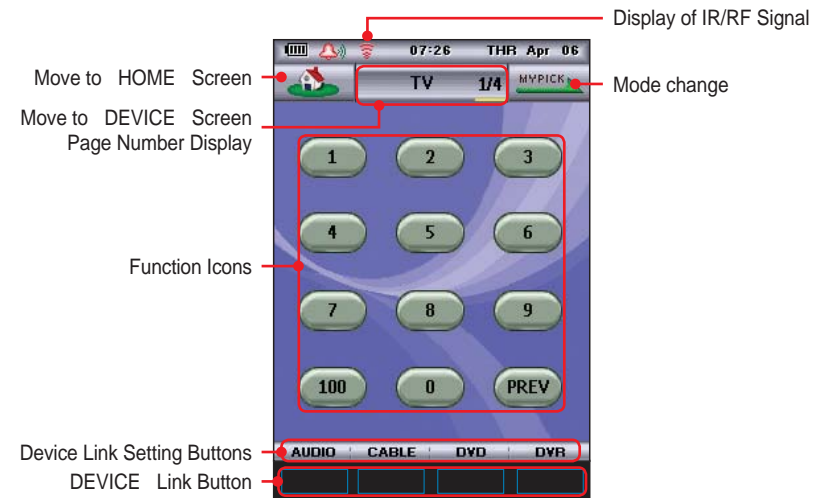 Display of IR/RF Signal
07:26 THR Apr 06
Move to HOME Screen
TV 1/4 MYPICK
Mode change
Move to DEVICE Screen
Page Number Display
1 2 3
4 5 6
Function Icons
7 8 9
100 0 PREV
Device Link Setting Buttons
AUDIO CABLE DVD DVR
DEVICE Link Button